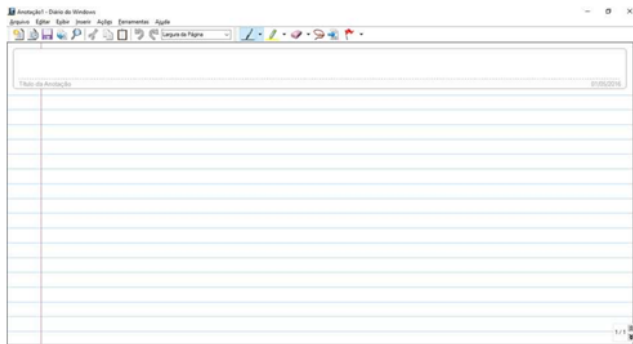 Anotação1 - Diário do Windows
Arquivo Editar Exibir Inserir Ações Ferramentas Ajuda
Largura da Página
Título da Anotação 01/05/2016
1 / 1